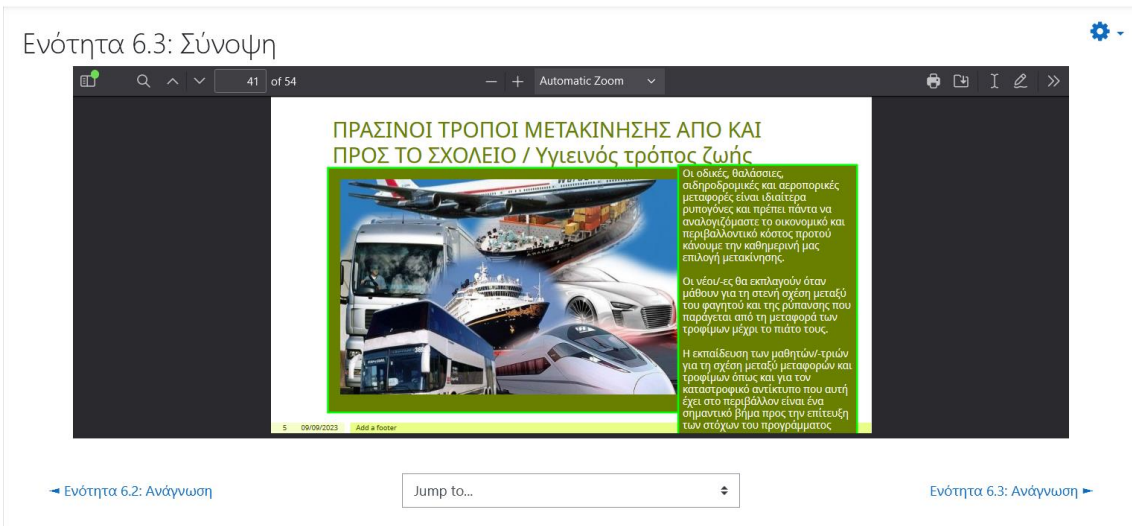 Ενότητα 6.3: Σύνοψη
41 of 54
Automatic Zoom
ΠΡΑΣΙΝΟΙ ΤΡΟΠΟΙ ΜΕΤΑΚΙΝΗΣΗΣ ΑΠΟ ΚΑΙ
ΠΡΟΣ ΤΟ ΣΧΟΛΕΙΟ / Υγιεινός τρόπος ζωής
Οι οδικές, θαλάσσιες,
σιδηροδρομικές και αεροπορικές
μεταφορές είναι ιδιαίτερα
ρυπογόνες και πρέπει πάντα να
αναλογιζόμαστε το οικονομικό και
περιβαλλοντικό κόστος προτού
κάνουμε την καθημερινή μας
επιλογή μετακίνησης.
Οι νέοι/-ες θα εκπλαγούν όταν
μάθουν για τη στενή σχέση μεταξύ
του φαγητού και της ρύπανσης που
παράγεται από τη μεταφορά των
τροφίμων μέχρι το πιάτο τους.
Η εκπαίδευση των μαθητών/-τριών
για τη σχέση μεταξύ μεταφορών και
τροφίμων όπως και για τον
καταστροφικό αντίκτυπο που αυτή
έχει στο περιβάλλον είναι ένα
σημαντικό βήμα προς την επίτευξη
των στόχων του προγράμματος
5 09/09/2023 Add a footer
◄ Ενότητα 6.2: Ανάγνωση
Jump to...
Ενότητα 6.3: Ανάγνωση ►